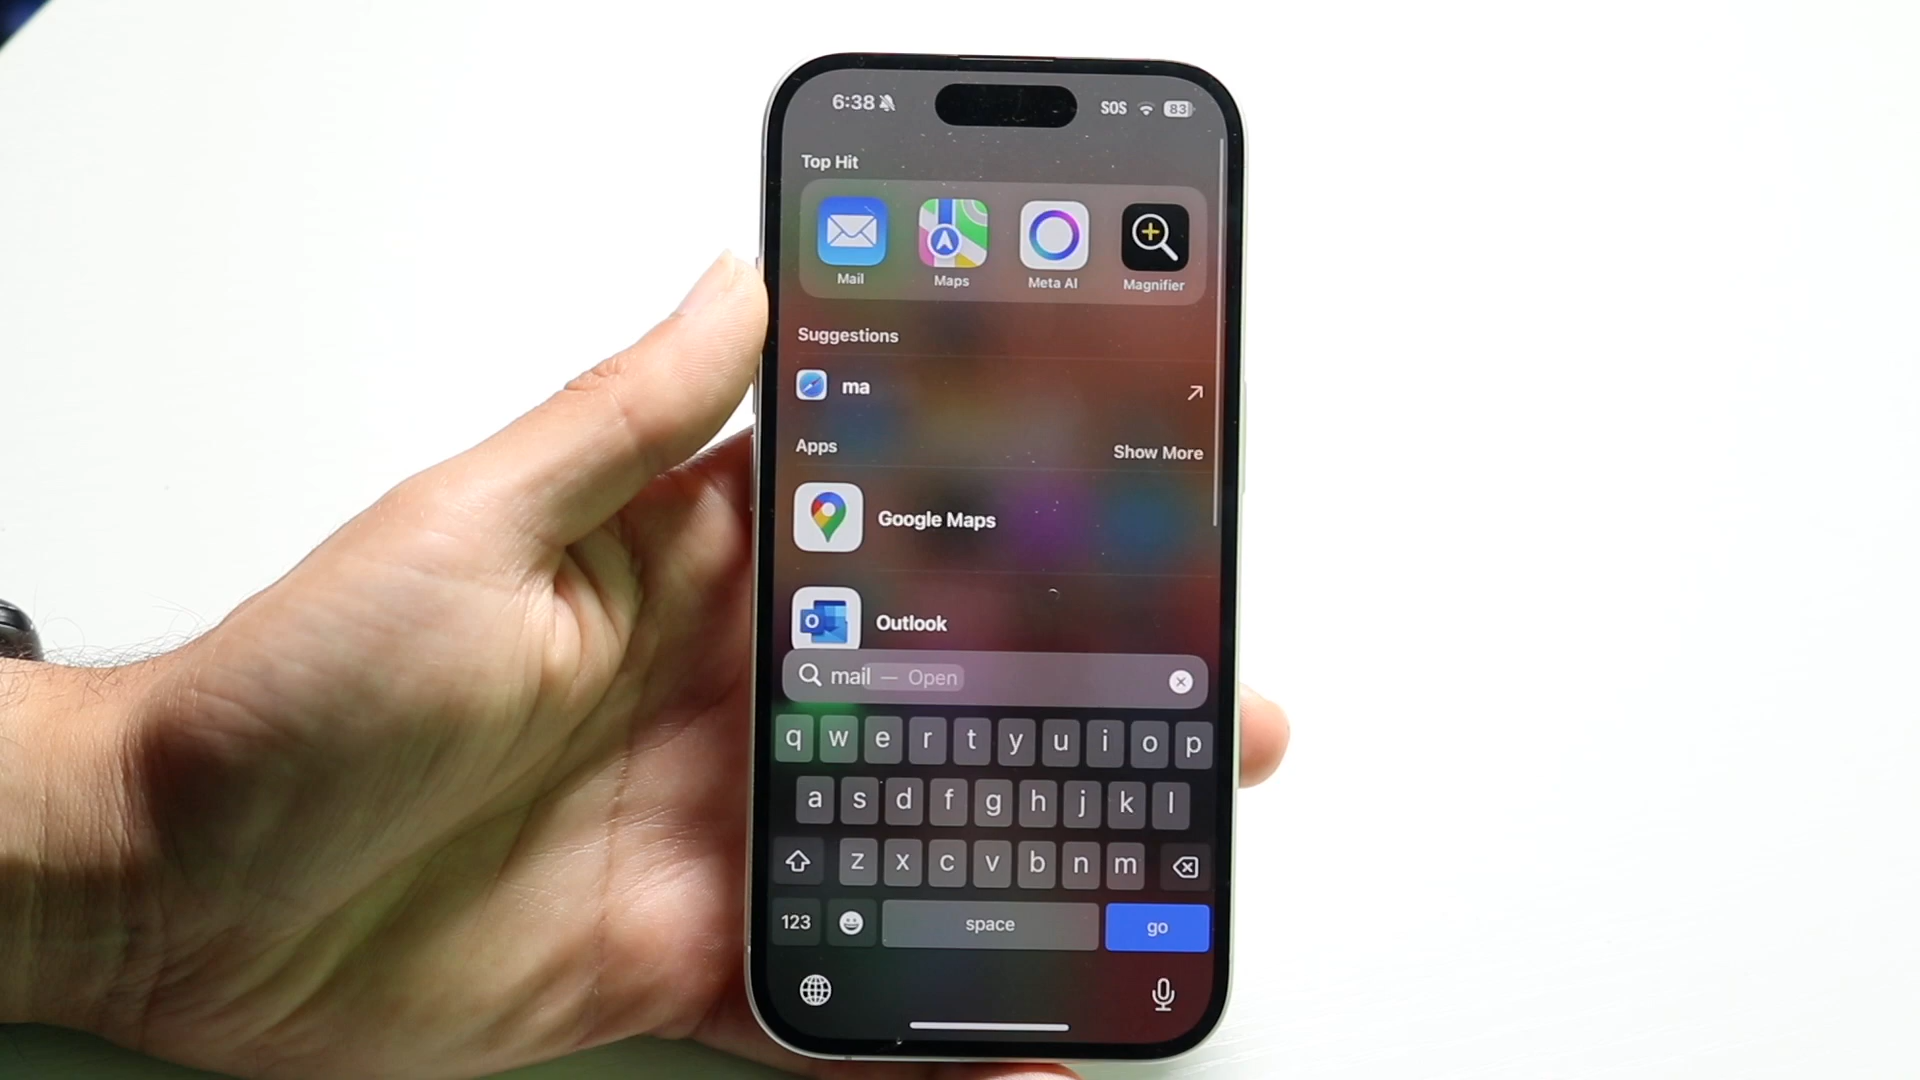 6:38 SOS 83
Top Hit
Mail Maps Meta AI Magnifier
Suggestions
ma
Apps Show More
Google Maps
Outlook
mail — Open
q w e r t y u i o p
a s d f g h j k l
z x c v b n m
123 space go